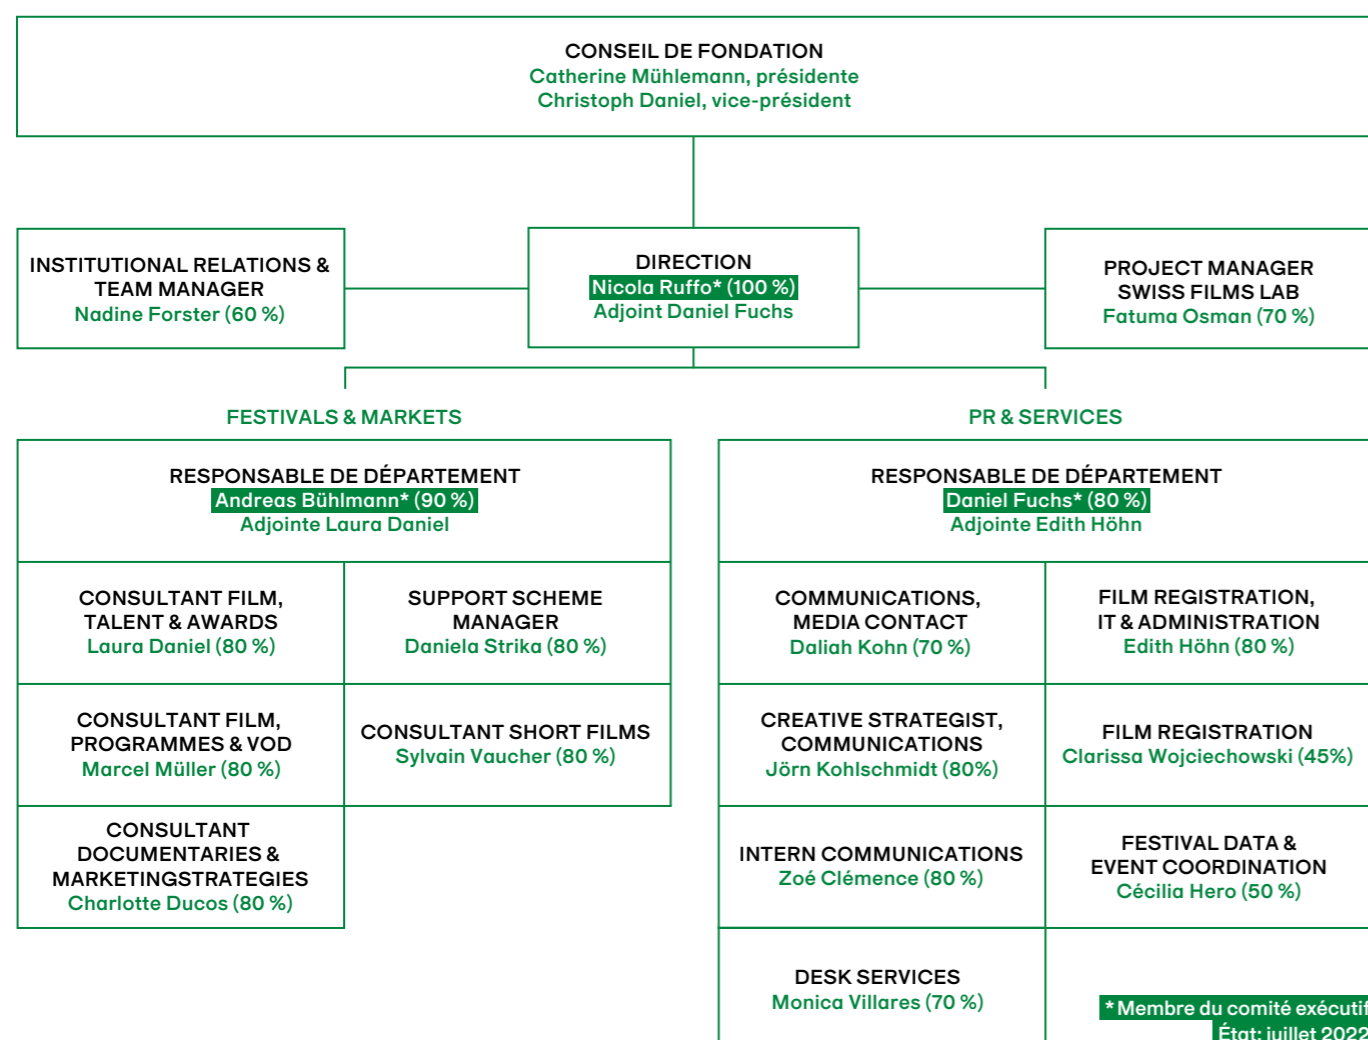 CONSEIL DE FONDATION
Catherine Mühlemann, présidente
Christoph Daniel, vice-président
INSTITUTIONAL RELATIONS &
TEAM MANAGER
Nadine Forster (60 %)
DIRECTION
Nicola Ruffo* (100 %)
Adjoint Daniel Fuchs
PROJECT MANAGER
SWISS FILMS LAB
Fatuma Osman (70 %)
FESTIVALS & MARKETS
RESPONSABLE DE DÉPARTEMENT
Andreas Bühlmann* (90 %)
Adjointe Laura Daniel
CONSULTANT FILM,
TALENT & AWARDS
Laura Daniel (80 %)
SUPPORT SCHEME
MANAGER
Daniela Strika (80 %)
CONSULTANT FILM,
PROGRAMMES & VOD
Marcel Müller (80 %)
CONSULTANT SHORT FILMS
Sylvain Vaucher (80 %)
CONSULTANT
DOCUMENTARIES &
MARKETINGSTRATEGIES
Charlotte Ducos (80 %)
PR & SERVICES
RESPONSABLE DE DÉPARTEMENT
Daniel Fuchs* (80 %)
Adjointe Edith Höhn
COMMUNICATIONS,
MEDIA CONTACT
Daliah Kohn (70 %)
FILM REGISTRATION,
IT & ADMINISTRATION
Edith Höhn (80 %)
CREATIVE STRATEGIST,
COMMUNICATIONS
Jörn Kohlschmidt (80%)
FILM REGISTRATION
Clarissa Wojciechowski (45%)
INTERN COMMUNICATIONS
Zoé Clémence (80 %)
FESTIVAL DATA &
EVENT COORDINATION
Cécilia Hero (50 %)
DESK SERVICES
Monica Villares (70 %)
* Membre du comité exécutif
État: juillet 2022